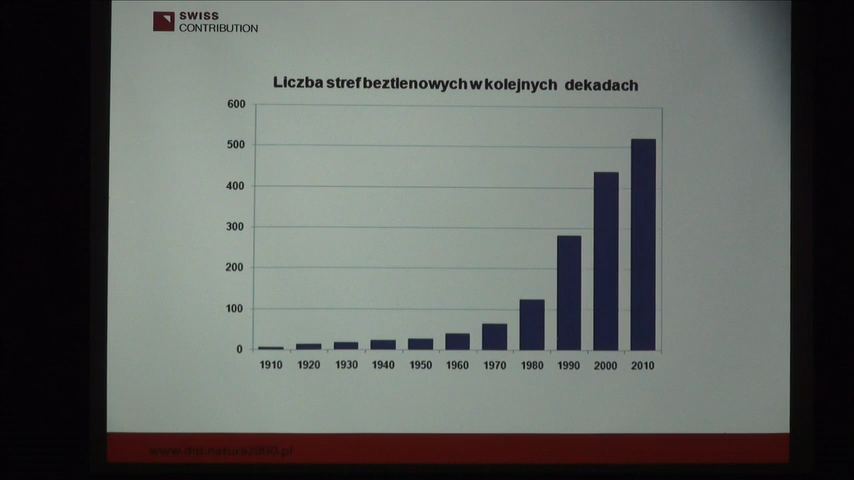 SWISS
CONTRIBUTION
Liczba stref beztlenowych w kolejnych dekadach
600
500
400
300
200
100
0
1910 1920 1930 1940 1950 1960 1970 1980 1990 2000 2010